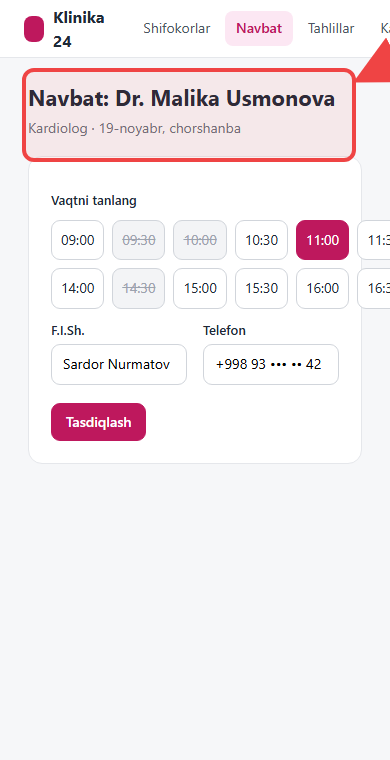 Klinika
24
Shifokorlar
Navbat
Tahlillar
Navbat: Dr. Malika Usmonova
Kardiolog · 19-noyabr, chorshanba
Vaqtni tanlang
09:00 09:30 10:00 10:30 11:00
14:00 14:30 15:00 15:30 16:00
F.I.Sh. Telefon
Sardor Nurmatov +998 93 ••• •• 42
Tasdiqlash